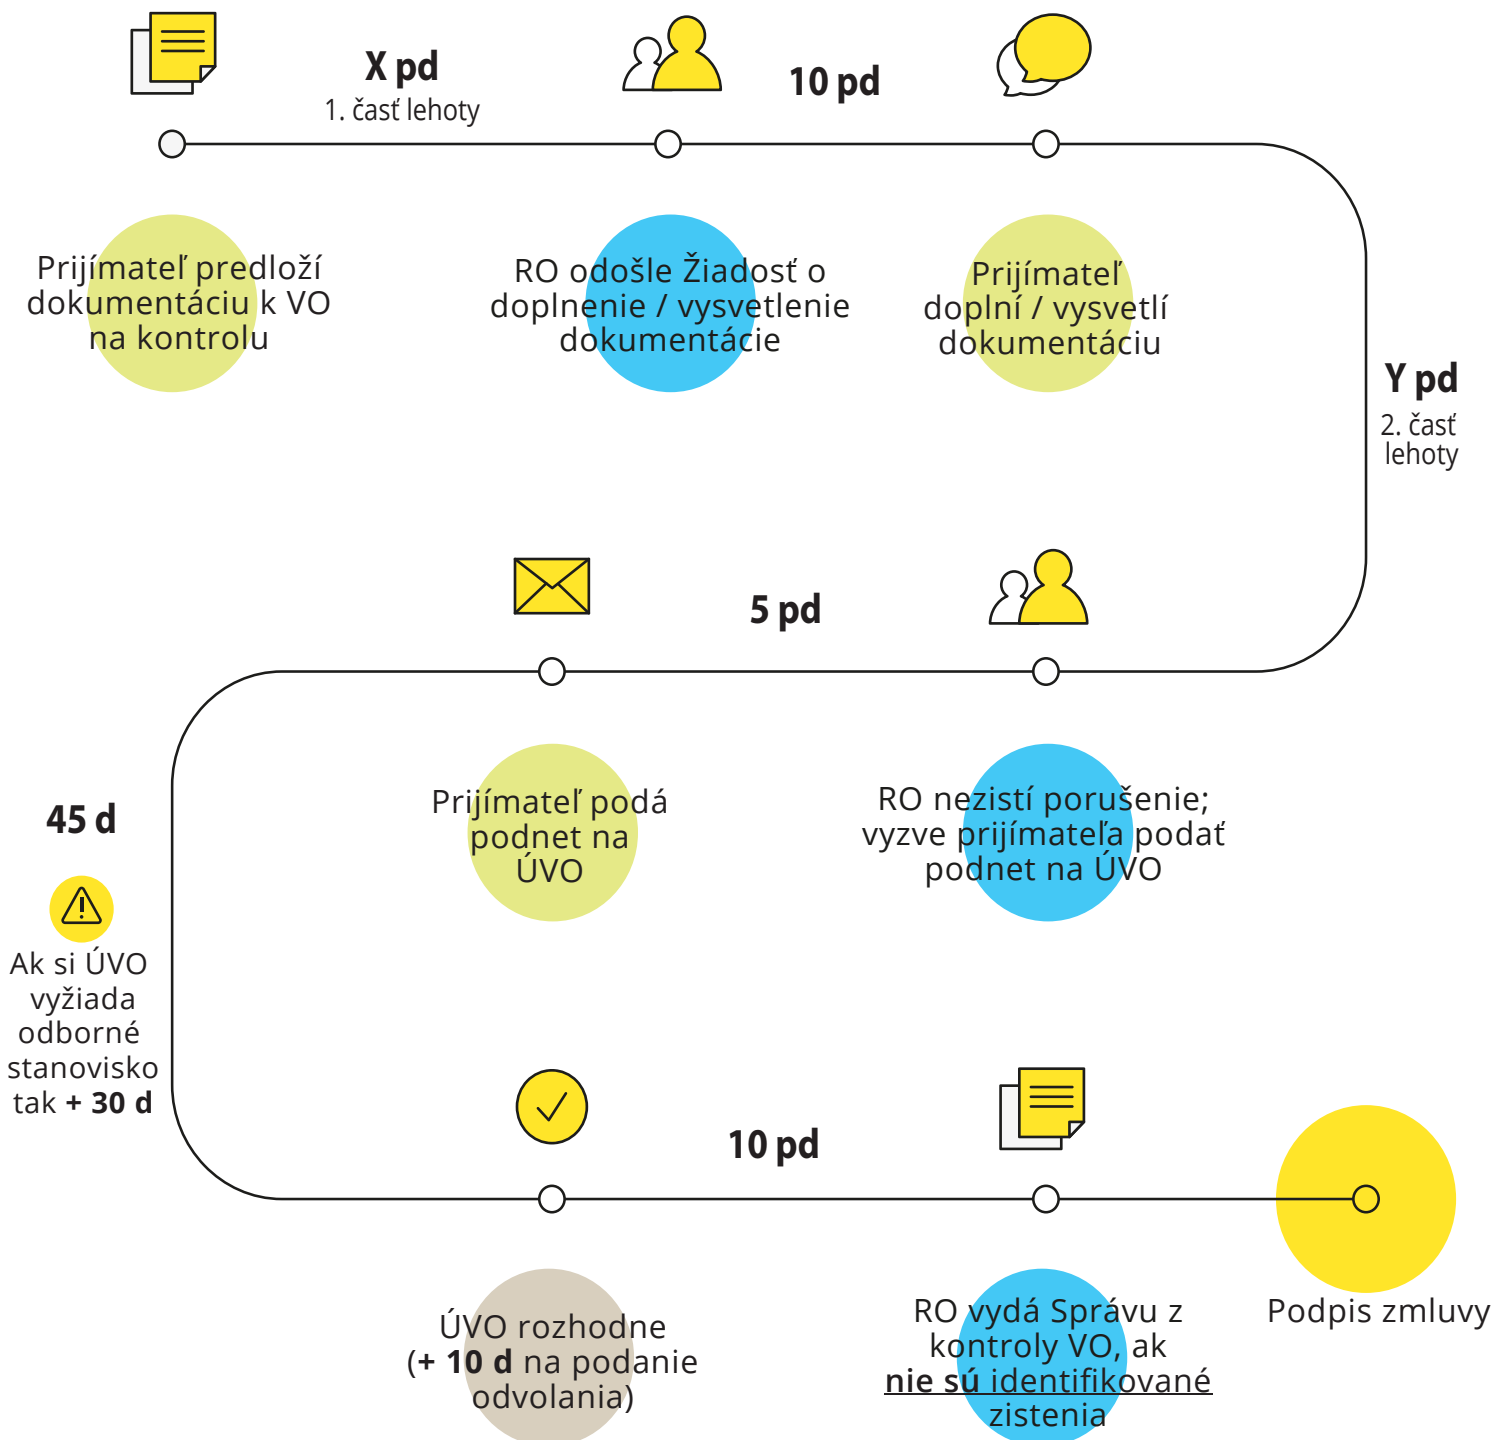 X pd
1. časť lehoty
10 pd
Prijímateľ predloží
dokumentáciu k VO
na kontrolu
RO odošle Žiadosť o
doplnenie / vysvetlenie
dokumentácie
Prijímateľ
doplní / vysvetlí
dokumentáciu
Y pd
2. časť
lehoty
5 pd
Prijímateľ podá
podnet na
ÚVO
RO nezistí porušenie;
vyzve prijímateľa podať
podnet na ÚVO
45 d
Ak si ÚVO
vyžiada
odborné
stanovisko
tak + 30 d
10 pd
ÚVO rozhodne
(+ 10 d na podanie
odvolania)
RO vydá Správu z
kontroly VO, ak
nie sú identifikované
zistenia
Podpis zmluvy